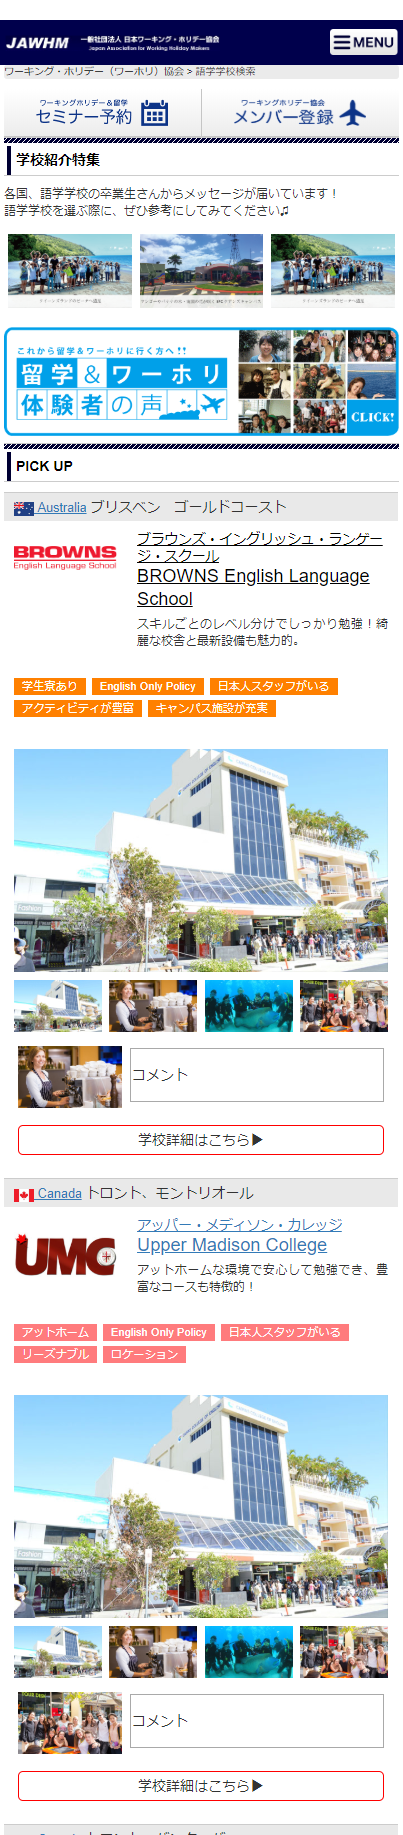 JAWHM 一般社団法人 日本ワーキング・ホリデー協会
Japan Association for Working Holiday Makers
MENU
ワーキング・ホリデー（ワーホリ）協会 > 語学学校検索
ワーキングホリデー＆留学
セミナー予約
ワーキングホリデー協会
メンバー登録
学校紹介特集
各国、語学学校の卒業生さんからメッセージが届いています！
語学学校を選ぶ際に、ぜひ参考にしてみてください♫
これから留学＆ワーホリに行く方へ!!
留学＆ワーホリ
体験者の声
CLICK!
PICK UP
Australia ブリスベン　ゴールドコースト
BROWNS
English Language School
ブラウンズ・イングリッシュ・ランゲー
ジ・スクール
BROWNS English Language
School
スキルごとのレベル分けでしっかり勉強！綺
麗な校舎と最新設備も魅力的。
学生寮あり English Only Policy 日本人スタッフがいる
アクティビティが豊富 キャンパス施設が充実
Fashion
コメント
学校詳細はこちら▶
Canada トロント、モントリオール
UMC
アッパー・メディソン・カレッジ
Upper Madison College
アットホームな環境で安心して勉強でき、豊
富なコースも特徴的！
アットホーム English Only Policy 日本人スタッフがいる
リーズナブル ロケーション
Fashion
コメント
学校詳細はこちら▶